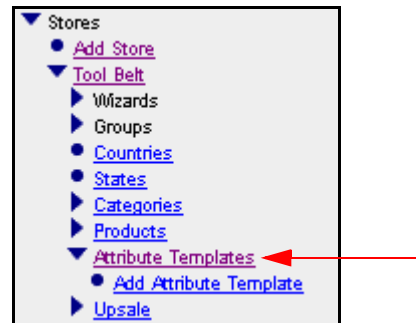 Stores
Add Store
Tool Belt
Wizards
Groups
Countries
States
Categories
Products
Attribute Templates
Add Attribute Template
Upsale